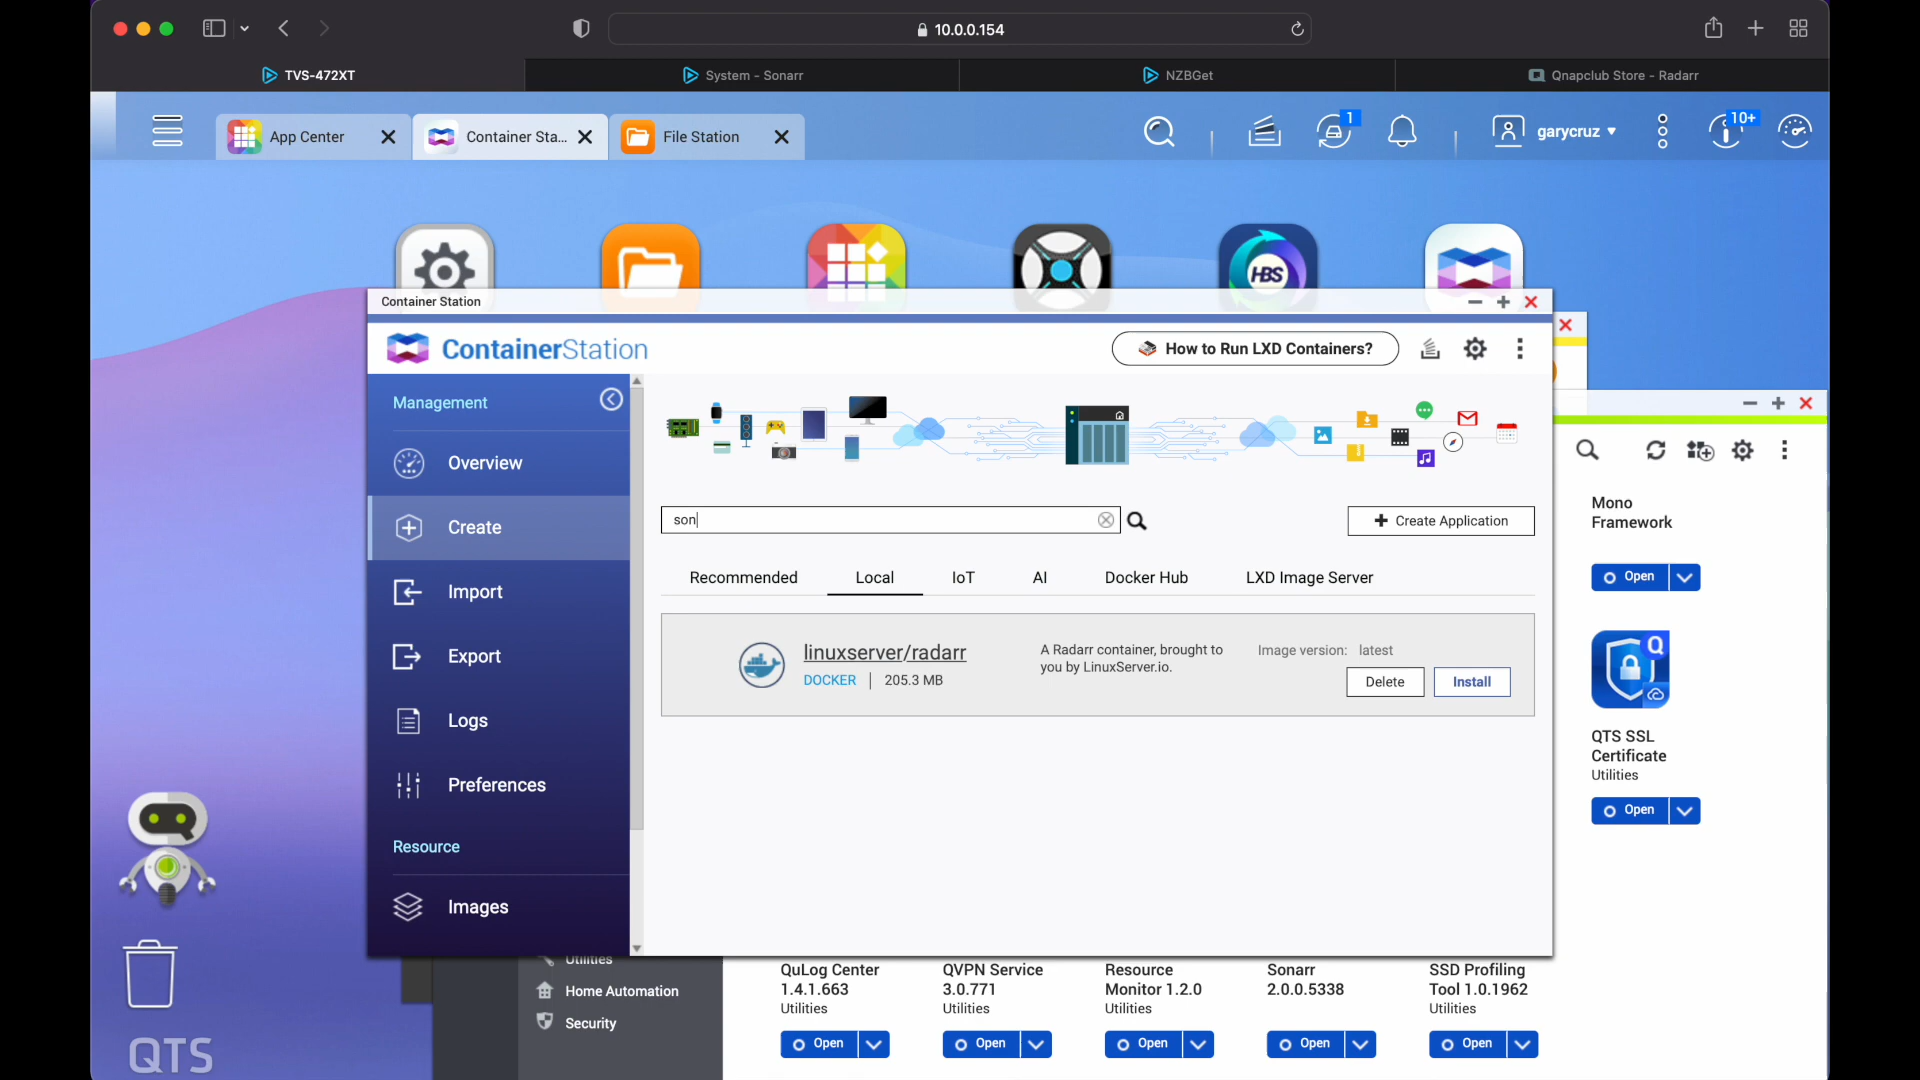 10.0.0.154
TVS-472XT
System - Sonarr
NZBGet
Qnapclub Store - Radarr
App Center
Container Sta...
File Station
1
garycruz
10+
HBS
Container Station
ContainerStation
How to Run LXD Containers?
Management
Overview
Create
Import
Export
Logs
Preferences
Resource
Images
son
Create Application
Recommended
Local
IoT
AI
Docker Hub
LXD Image Server
linuxserver/radarr
DOCKER
205.3 MB
A Radarr container, brought to
you by LinuxServer.io.
Image version: latest
Delete
Install
Mono
Framework
Open
QTS SSL
Certificate
Utilities
Open
Utilities
Home Automation
Security
QuLog Center
1.4.1.663
Utilities
Open
QVPN Service
3.0.771
Utilities
Open
Resource
Monitor 1.2.0
Utilities
Open
Sonarr
2.0.0.5338
Open
SSD Profiling
Tool 1.0.1962
Utilities
Open
QTS